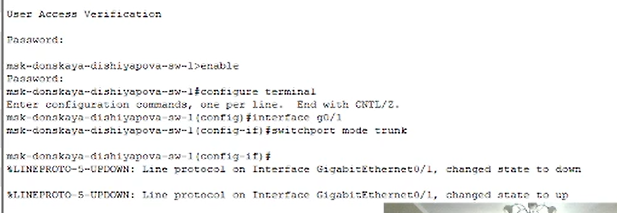 User Access Verification
Password:
msk-donskaya-dishiyapova-sw-1>enable
Password:
msk-donskaya-dishiyapova-sw-1#configure terminal
Enter configuration commands, one per line.  End with CNTL/Z.
msk-donskaya-dishiyapova-sw-1(config)#interface g0/1
msk-donskaya-dishiyapova-sw-1(config-if)#switchport mode trunk
msk-donskaya-dishiyapova-sw-1(config-if)#
%LINEPROTO-5-UPDOWN: Line protocol on Interface GigabitEthernet0/1, changed state to down
%LINEPROTO-5-UPDOWN: Line protocol on Interface GigabitEthernet0/1, changed state to up